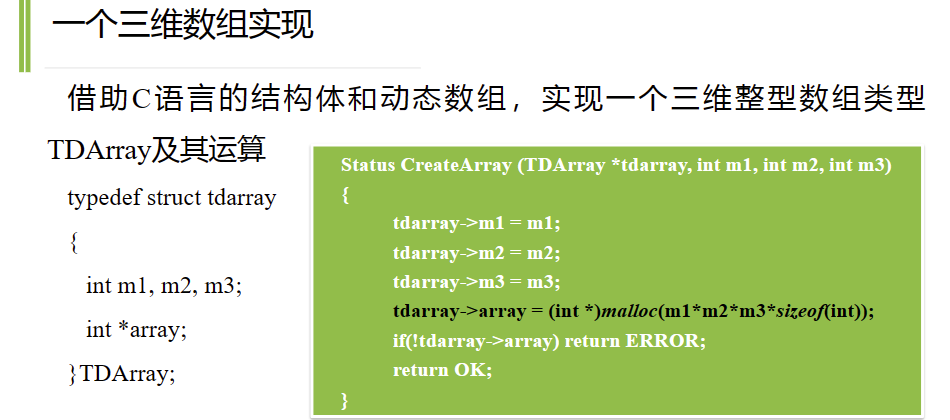 一个三维数组实现
借助C语言的结构体和动态数组，实现一个三维整型数组类型
TDArray及其运算
typedef struct tdarray
{
int m1, m2, m3;
int *array;
}TDArray;
Status CreateArray (TDArray *tdarray, int m1, int m2, int m3)
{
tdarray->m1 = m1;
tdarray->m2 = m2;
tdarray->m3 = m3;
tdarray->array = (int *)malloc(m1*m2*m3*sizeof(int));
if(!tdarray->array) return ERROR;
return OK;
}